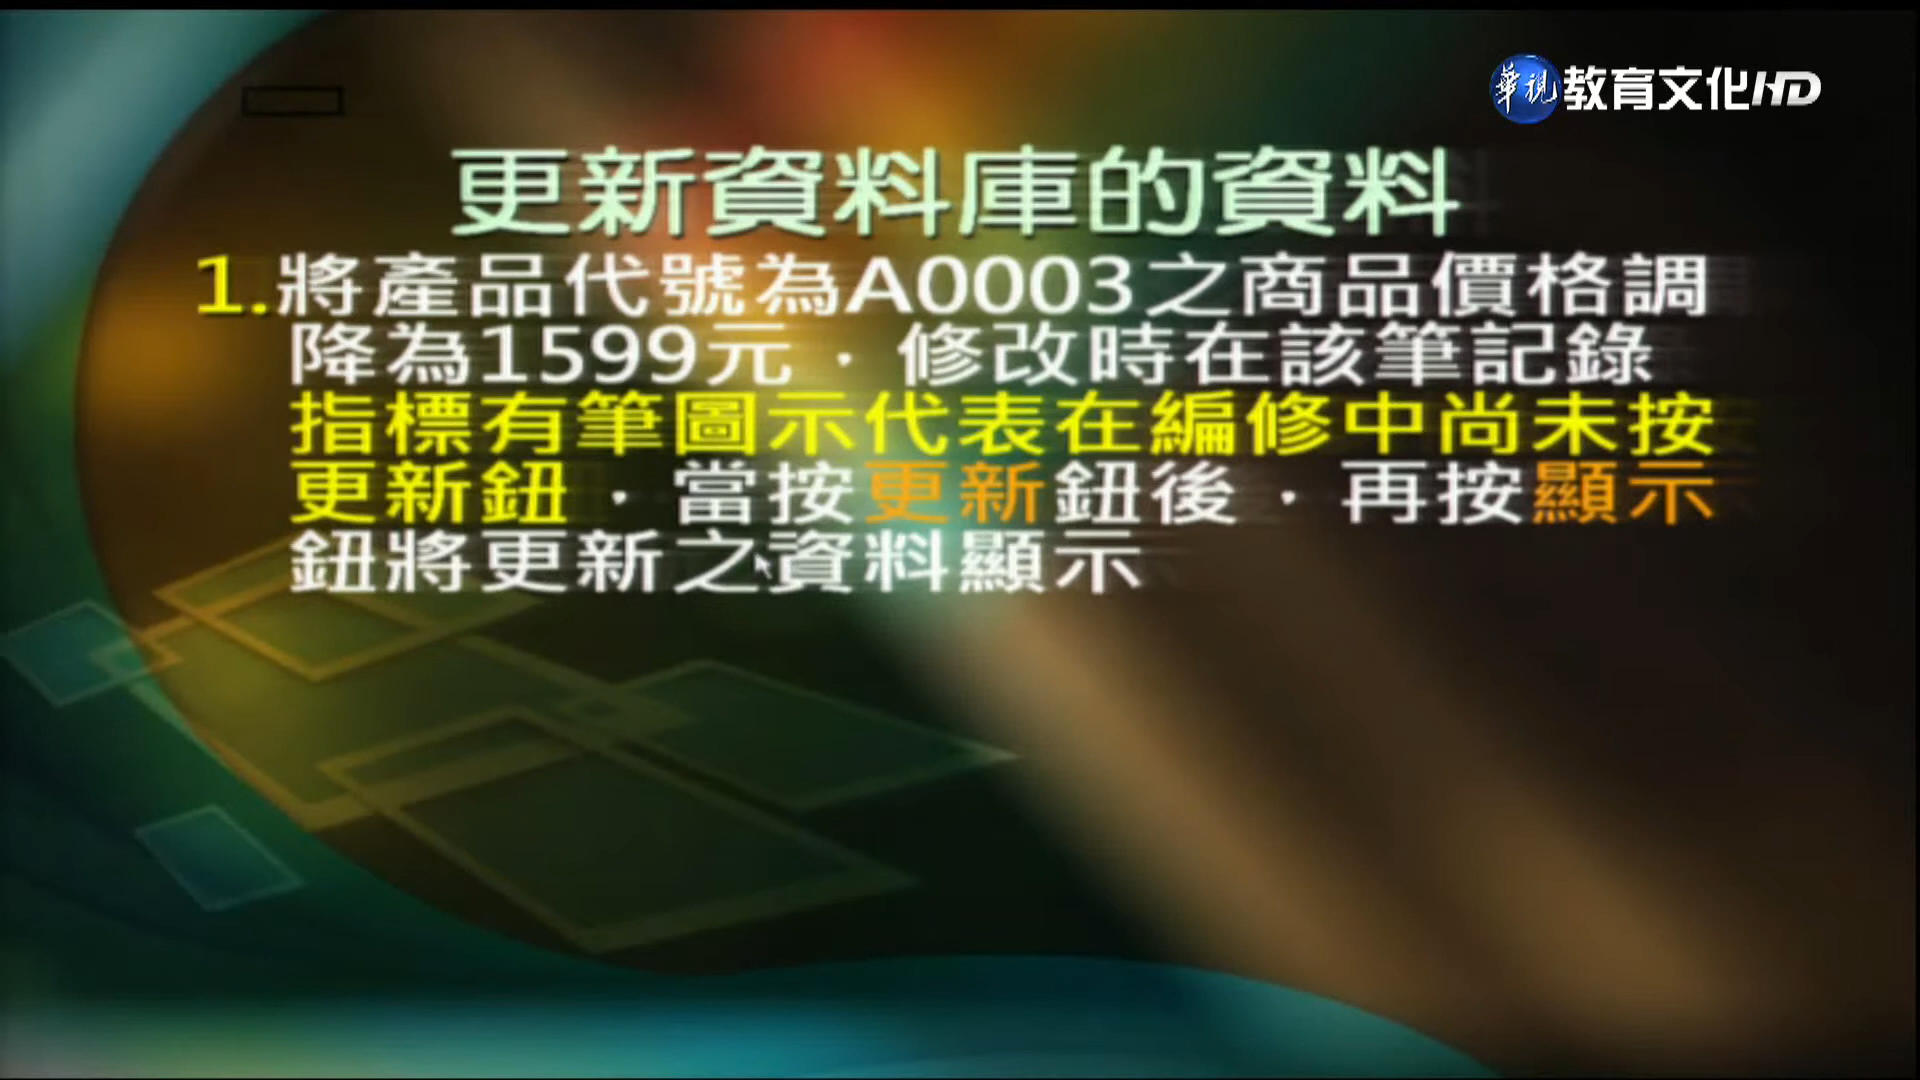 華視 教育文化HD
更新資料庫的資料
1.將產品代號為A0003之商品價格調
降為1599元，修改時在該筆記錄
指標有筆圖示代表在編修中尚未按
更新鈕，當按更新鈕後，再按顯示
鈕將更新之資料顯示